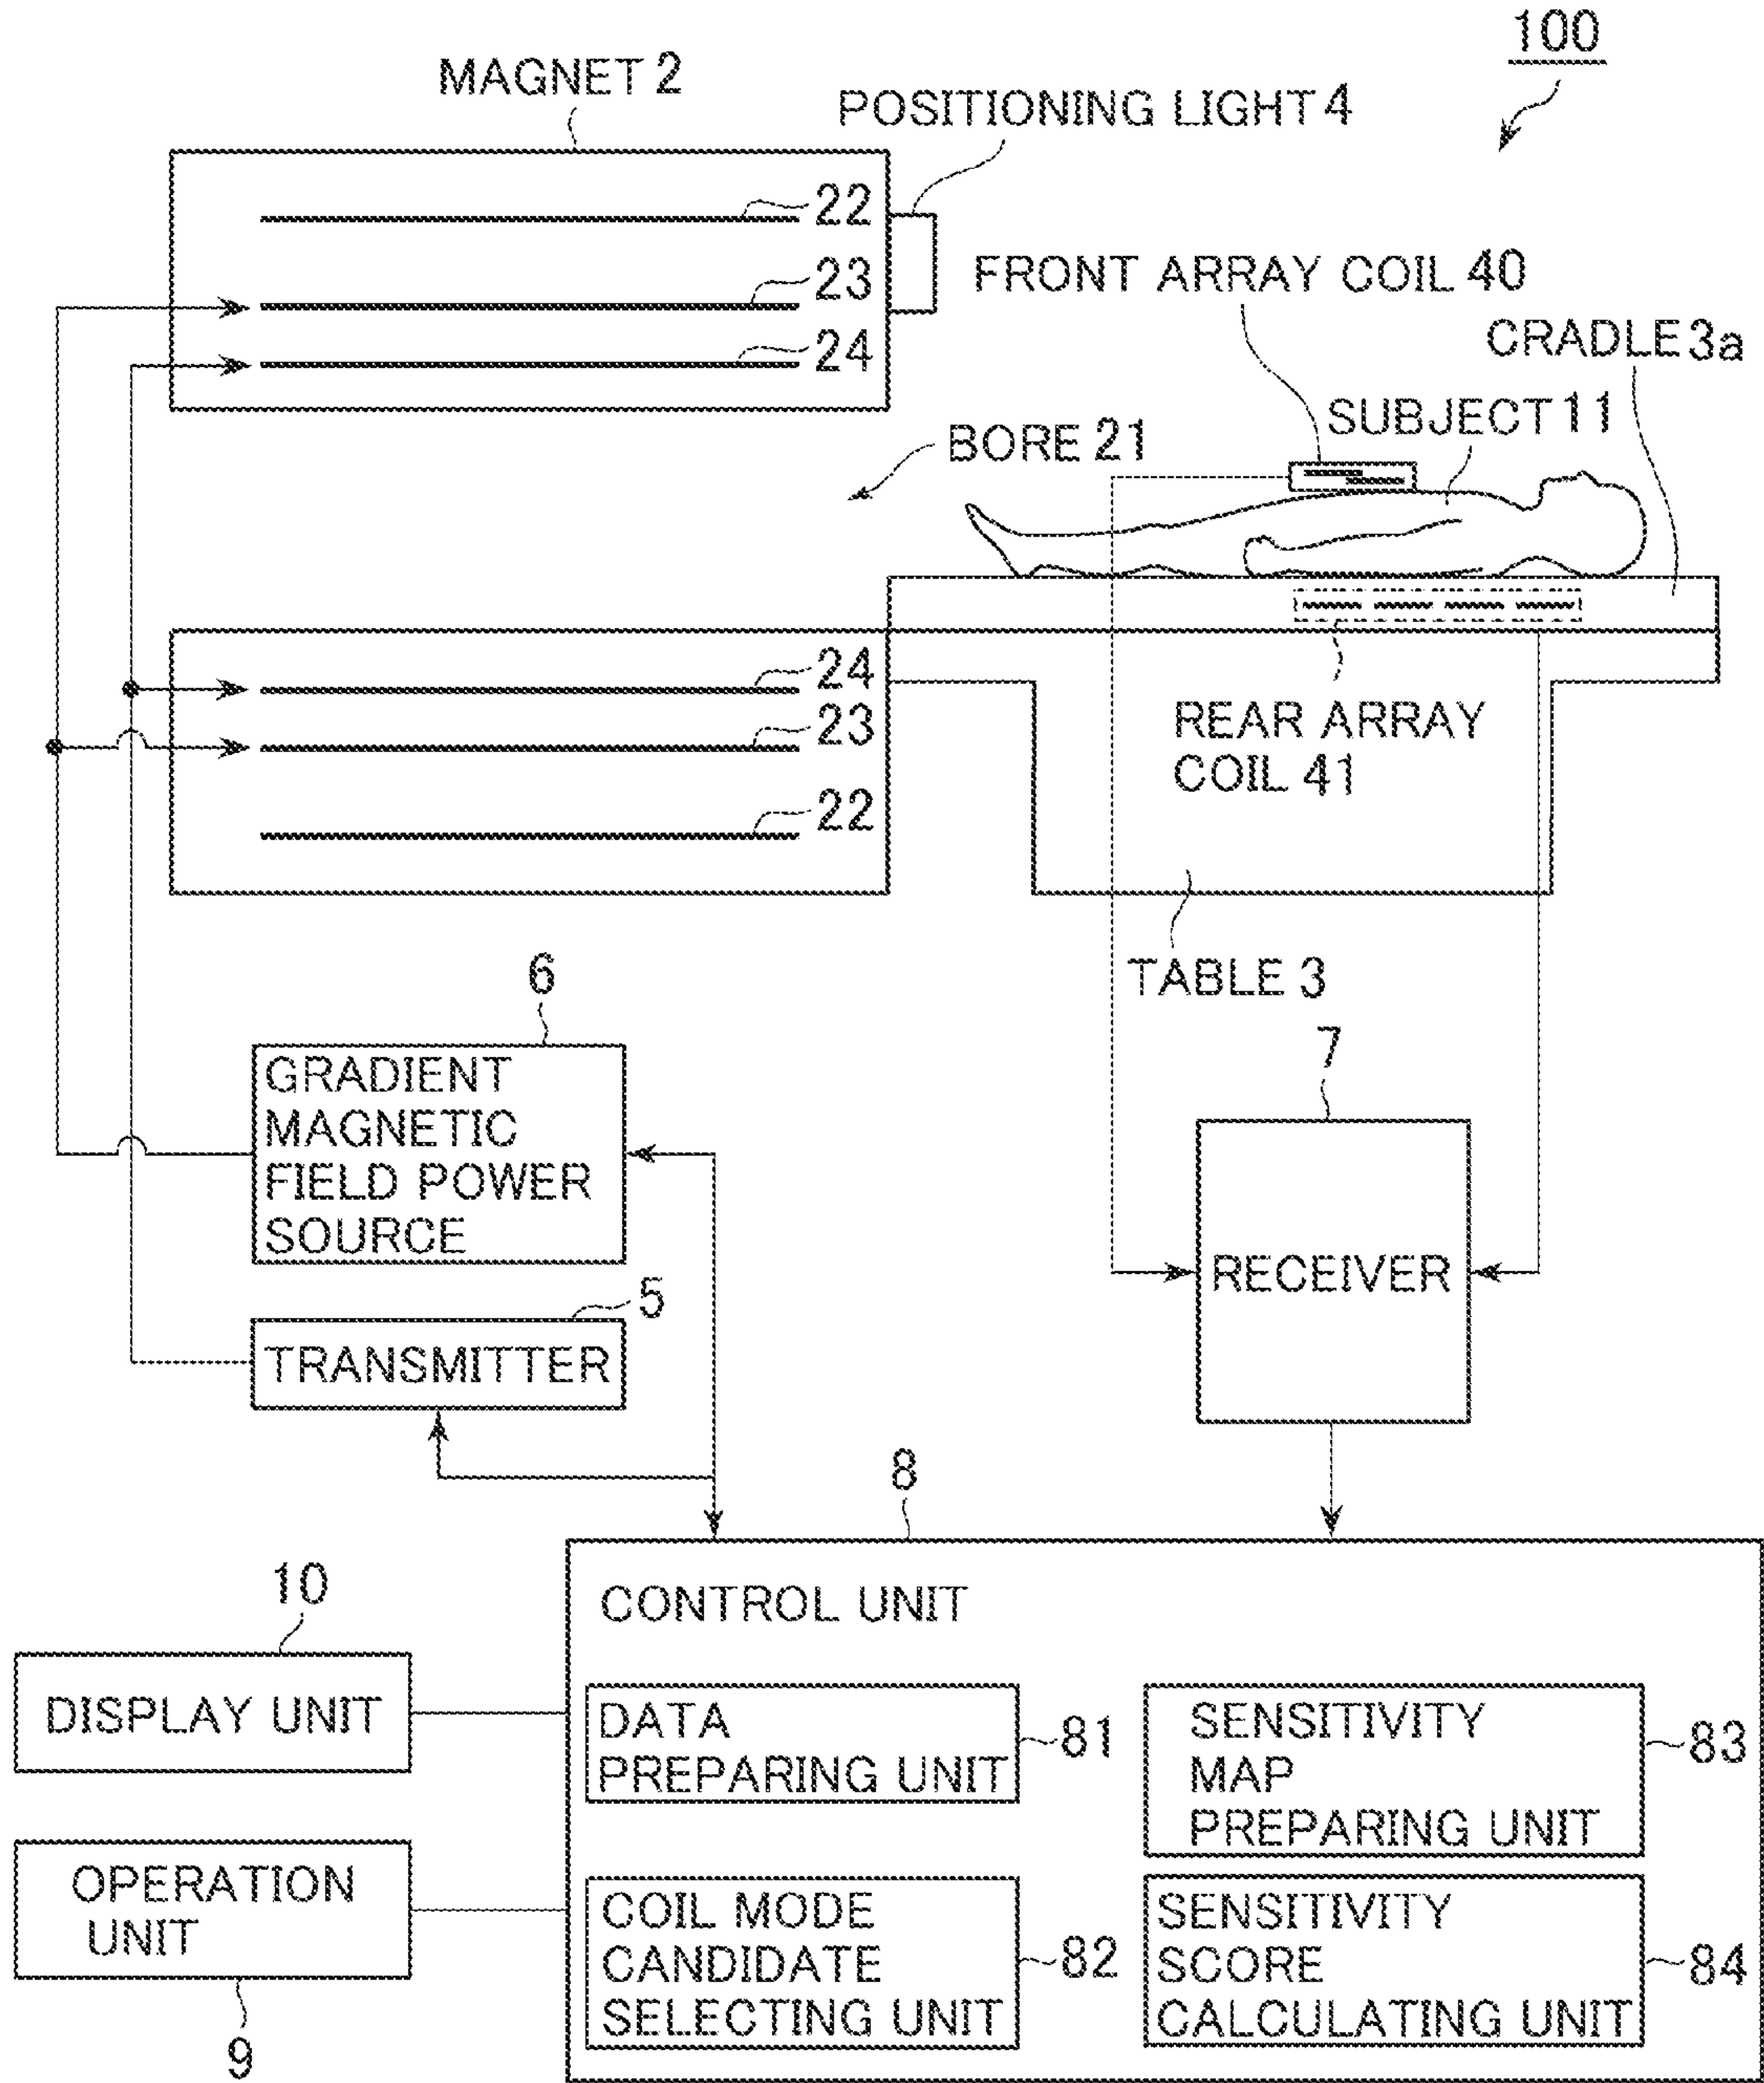 100
MAGNET 2
POSITIONING LIGHT 4
22
23
24
FRONT ARRAY COIL 40
CRADLE 3a
SUBJECT 11
BORE 21
24
23
22
REAR ARRAY
COIL 41
TABLE 3
6
GRADIENT
MAGNETIC
FIELD POWER
SOURCE
5
TRANSMITTER
7
RECEIVER
8
CONTROL UNIT
10
DISPLAY UNIT
DATA
PREPARING UNIT
81
SENSITIVITY
MAP
PREPARING UNIT
83
OPERATION
UNIT
9
COIL MODE
CANDIDATE
SELECTING UNIT
82
SENSITIVITY
SCORE
CALCULATING UNIT
84